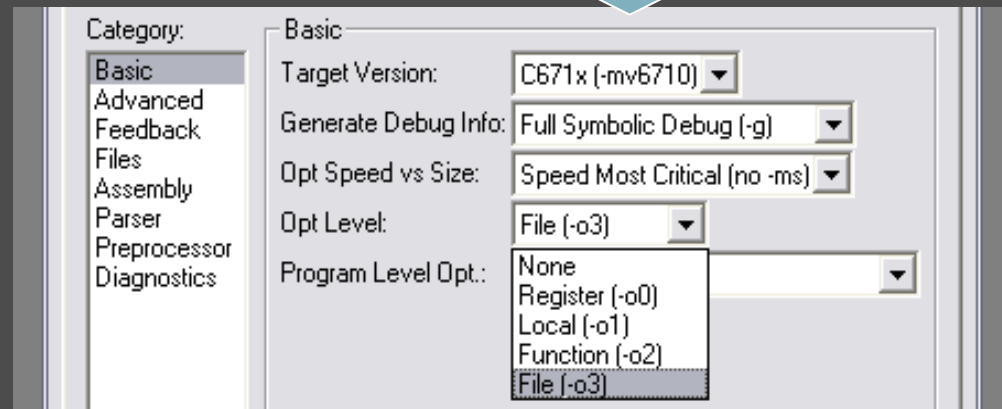 Category:
Basic
Advanced
Feedback
Files
Assembly
Parser
Preprocessor
Diagnostics
Basic
Target Version: C671x (-mv6710)
Generate Debug Info: Full Symbolic Debug (-g)
Opt Speed vs Size: Speed Most Critical (no -ms)
Opt Level: File (-o3)
Program Level Opt.:
None
Register (-o0)
Local (-o1)
Function (-o2)
File (-o3)